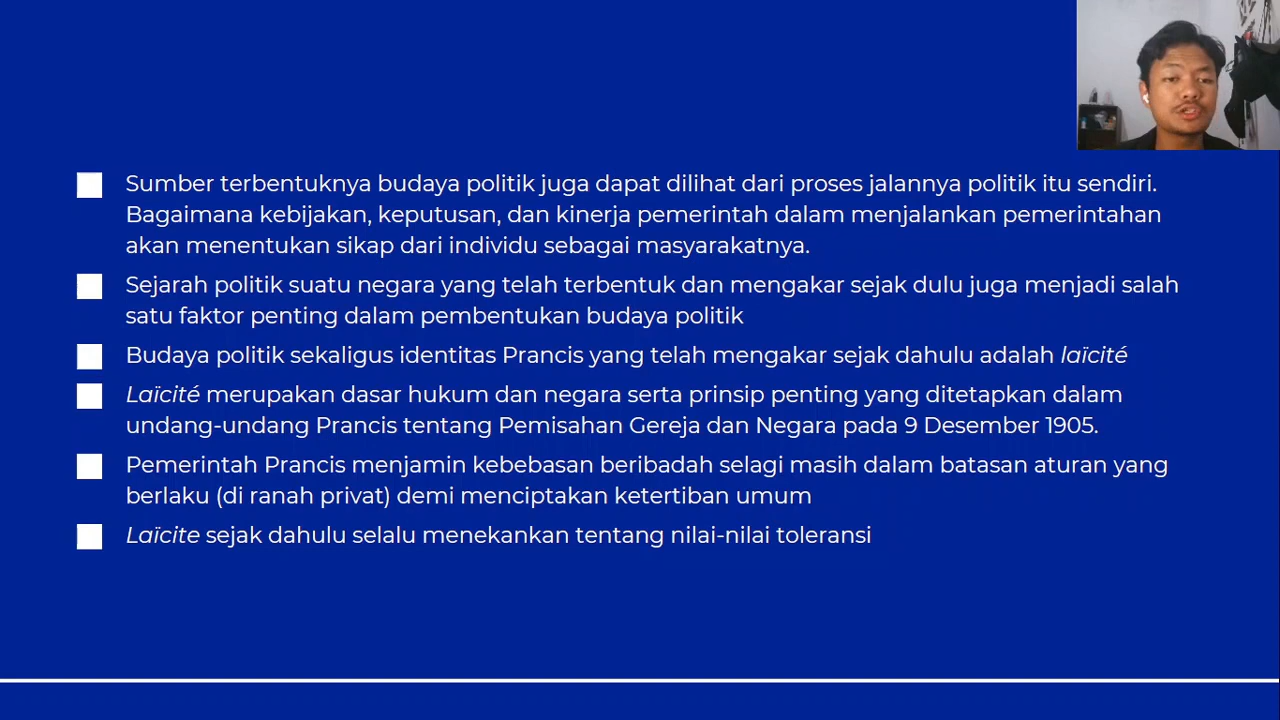 Sumber terbentuknya budaya politik juga dapat dilihat dari proses jalannya politik itu sendiri.
Bagaimana kebijakan, keputusan, dan kinerja pemerintah dalam menjalankan pemerintahan
akan menentukan sikap dari individu sebagai masyarakatnya.
Sejarah politik suatu negara yang telah terbentuk dan mengakar sejak dulu juga menjadi salah
satu faktor penting dalam pembentukan budaya politik
Budaya politik sekaligus identitas Prancis yang telah mengakar sejak dahulu adalah laïcité
Laïcité merupakan dasar hukum dan negara serta prinsip penting yang ditetapkan dalam
undang-undang Prancis tentang Pemisahan Gereja dan Negara pada 9 Desember 1905.
Pemerintah Prancis menjamin kebebasan beribadah selagi masih dalam batasan aturan yang
berlaku (di ranah privat) demi menciptakan ketertiban umum
Laïcite sejak dahulu selalu menekankan tentang nilai-nilai toleransi